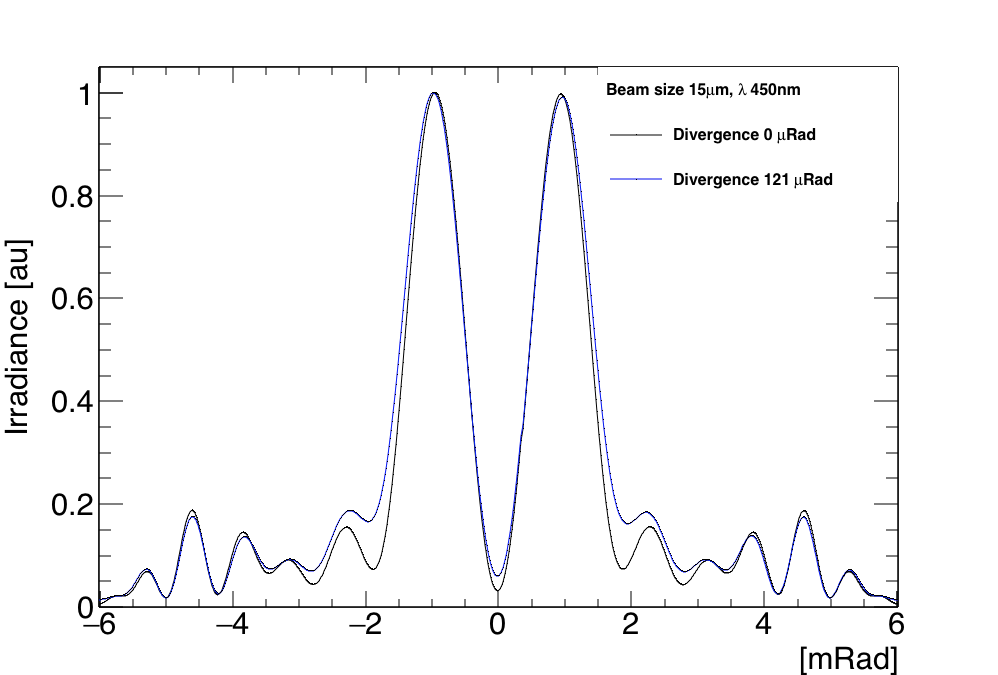 Beam size 15μm, λ 450nm
Divergence 0 μRad
Divergence 121 μRad
Irradiance [au]
1
0.8
0.6
0.4
0.2
0
−6
−4
−2
0
2
4
6
[mRad]